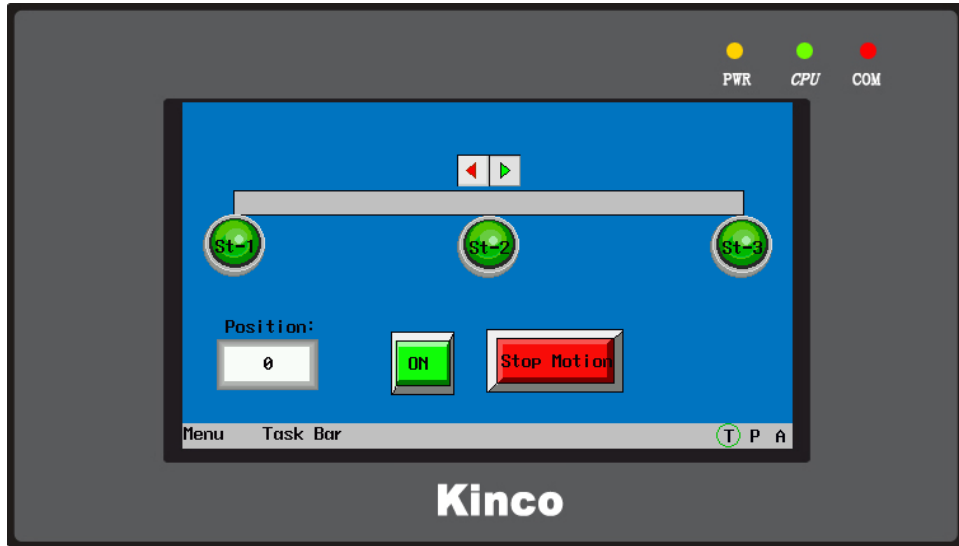 PWR CPU COM
St-1 St-2 St-3
Position:
0 ON Stop Motion
Menu Task Bar T P A
Kinco